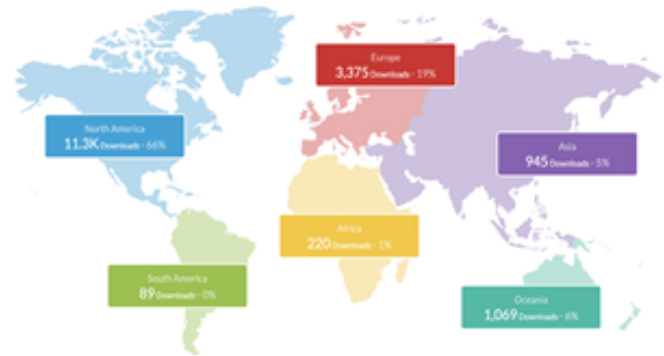 Europe
3,375 Downloads - 19%
North America
11.3K Downloads - 66%
Asia
945 Downloads - 5%
Africa
220 Downloads - 1%
South America
89 Downloads - 0%
Oceania
1,069 Downloads - 6%